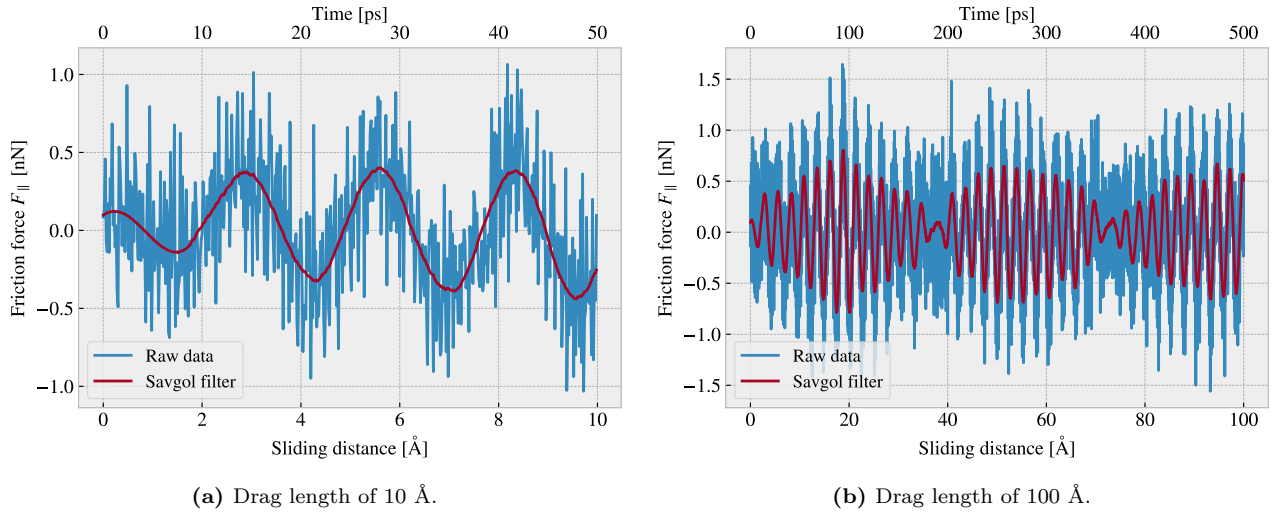 Time [ps]
0 10 20 30 40 50
1.0
0.5
0.0
−0.5
−1.0
Friction force F∥ [nN]
Raw data
Savgol filter
0 2 4 6 8 10
Sliding distance [Å]
(a) Drag length of 10 Å.
Time [ps]
0 100 200 300 400 500
1.5
1.0
0.5
0.0
−0.5
−1.0
−1.5
Friction force F∥ [nN]
Raw data
Savgol filter
0 20 40 60 80 100
Sliding distance [Å]
(b) Drag length of 100 Å.